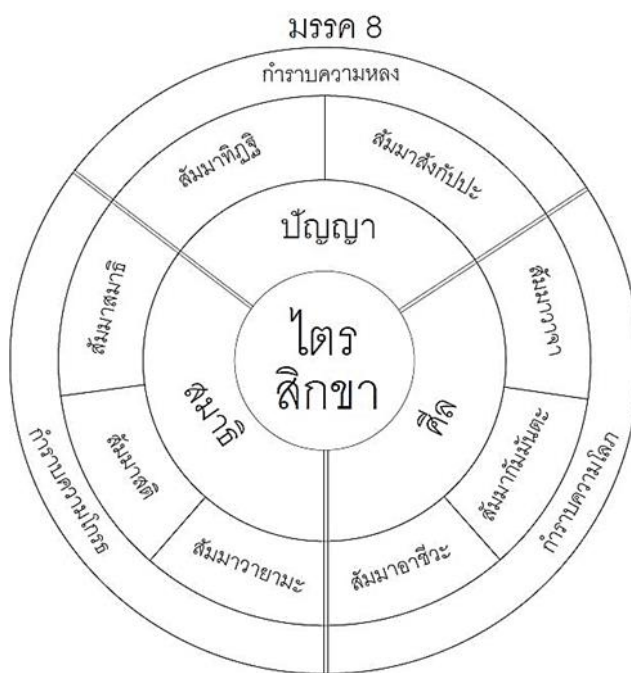 มรรค 8
กำราบความหลง
สัมมาทิฏฐิ
สัมมาสังกัปปะ
ปัญญา
สัมมาสมาธิ
สัมมาวาจา
ไตร
สิกขา
สมาธิ
ศีล
สัมมาสติ
สัมมากัมมันตะ
กำราบความโกรธ
กำราบความโลภ
สัมมาวายามะ
สัมมาอาชีวะ